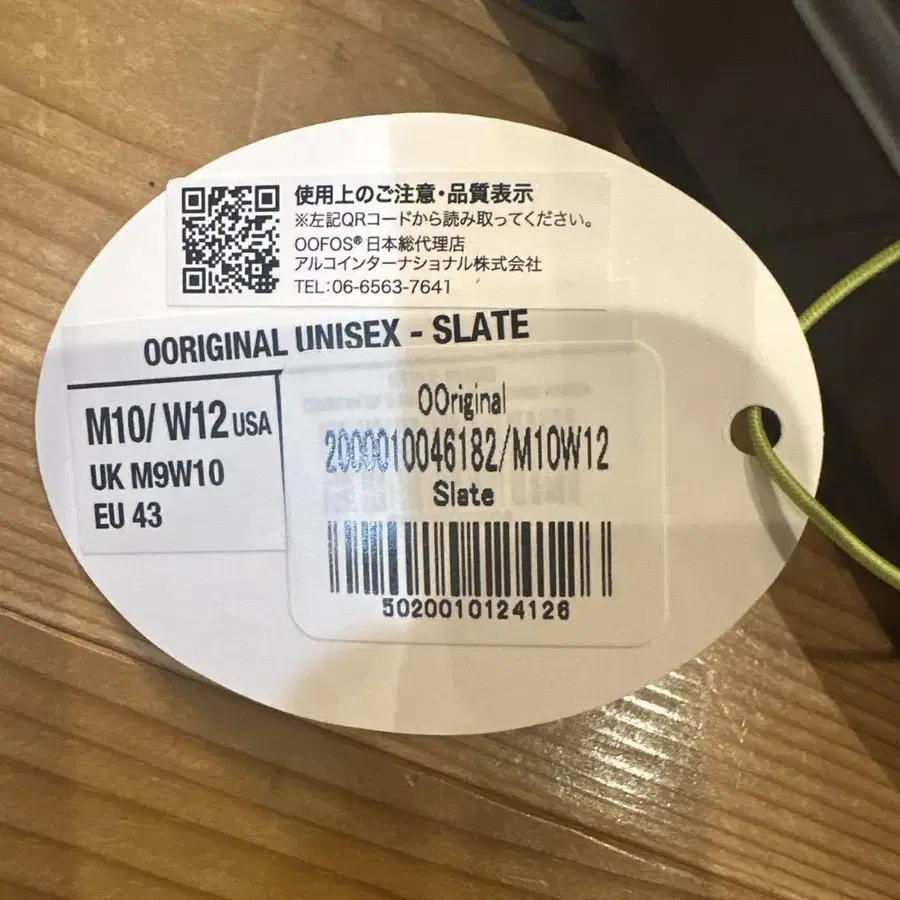 使用上のご注意・品質表示
※左記QRコードから読み取ってください。
OOFOS® 日本総代理店
アルコインターナショナル株式会社
TEL:06-6563-7641
OORIGINAL UNISEX - SLATE
M10/ W12 USA
UK M9W10
EU 43
OOriginal
2000010046182/M10W12
Slate
5020010124126